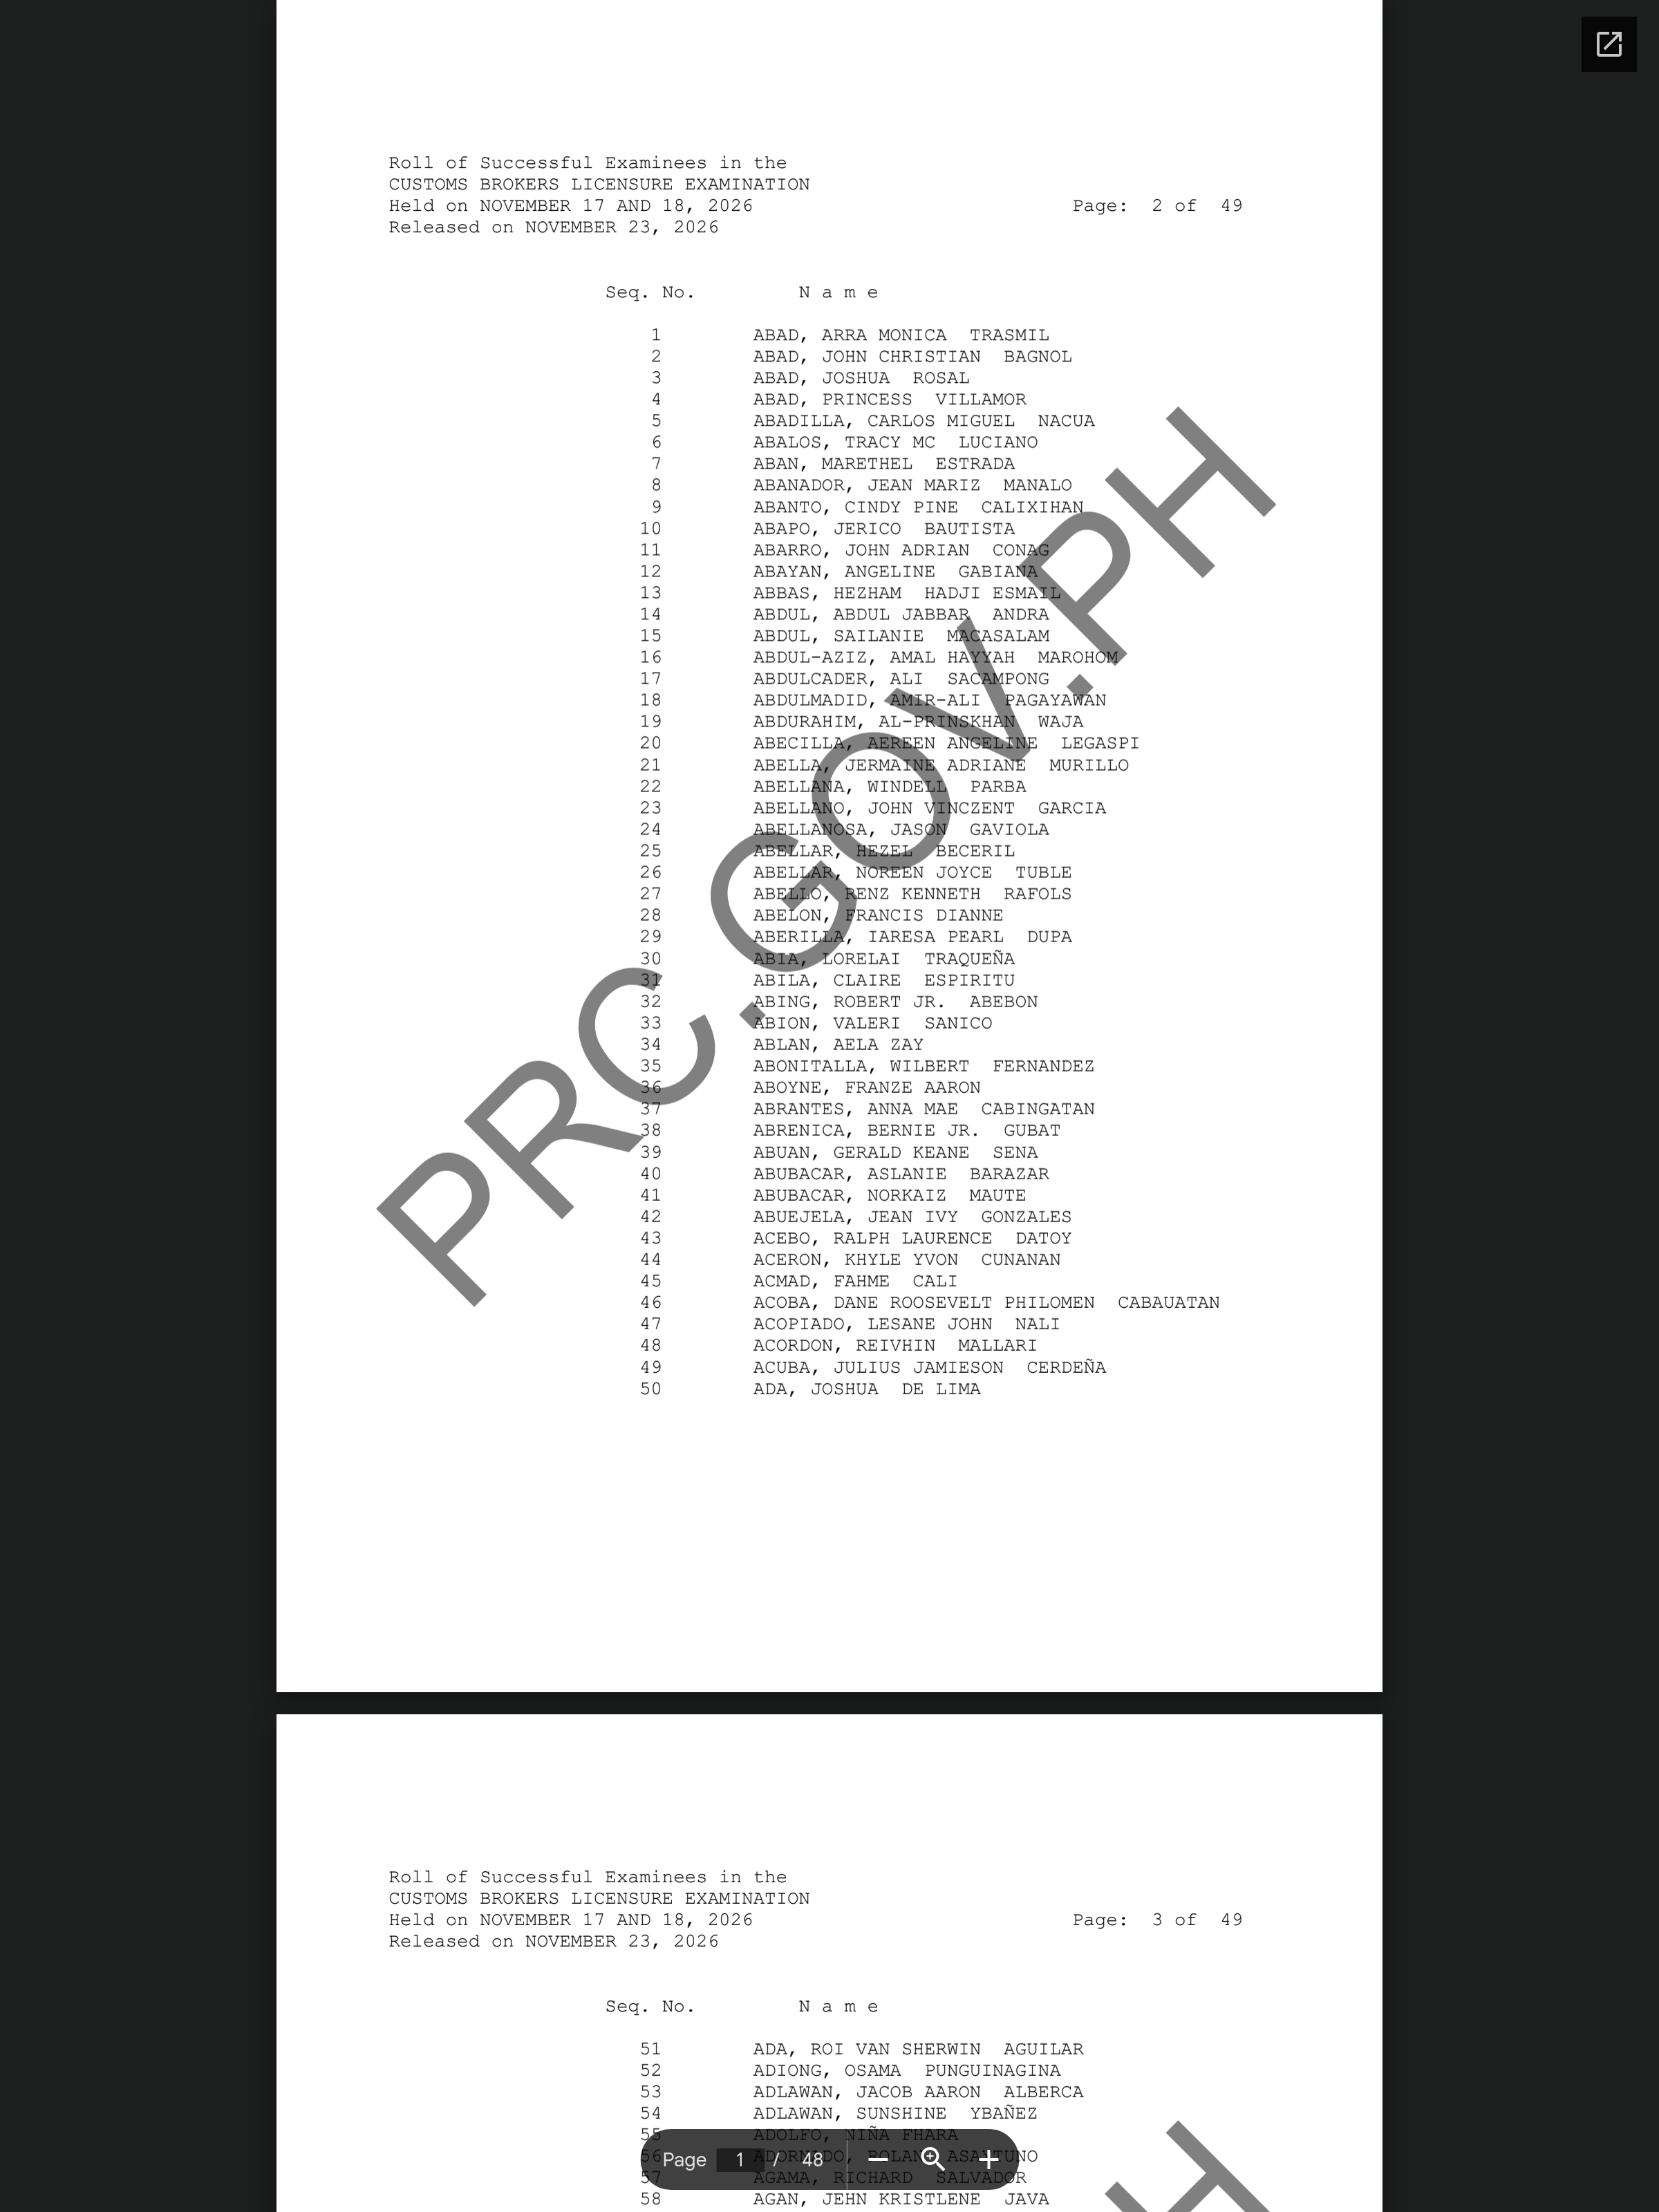 Roll of Successful Examinees in the
CUSTOMS BROKERS LICENSURE EXAMINATION
Held on NOVEMBER 17 AND 18, 2026 Page: 2 of 49
Released on NOVEMBER 23, 2026
Seq. No. N a m e
1 ABAD, ARRA MONICA TRASMIL
2 ABAD, JOHN CHRISTIAN BAGNOL
3 ABAD, JOSHUA ROSAL
4 ABAD, PRINCESS VILLAMOR
5 ABADILLA, CARLOS MIGUEL NACUA
6 ABALOS, TRACY MC LUCIANO
7 ABAN, MARETHEL ESTRADA
8 ABANADOR, JEAN MARIZ MANALO
9 ABANTO, CINDY PINE CALIXIHAN
10 ABAPO, JERICO BAUTISTA
11 ABARRO, JOHN ADRIAN CONAG
12 ABAYAN, ANGELINE GABIANA
13 ABBAS, HEZHAM HADJI ESMAIL
14 ABDUL, ABDUL JABBAR ANDRA
15 ABDUL, SAILANIE MACASALAM
16 ABDUL-AZIZ, AMAL HAYYAH MAROHOM
17 ABDULCADER, ALI SACAMPONG
18 ABDULMADID, AMIR-ALI PAGAYAWAN
19 ABDURAHIM, AL-PRINSKHAN WAJA
20 ABECILLA, AEREEN ANGELINE LEGASPI
21 ABELLA, JERMAINE ADRIANE MURILLO
22 ABELLANA, WINDELL PARBA
23 ABELLANO, JOHN VINCZENT GARCIA
24 ABELLANOSA, JASON GAVIOLA
25 ABELLAR, HEZEL BECERIL
26 ABELLAR, NOREEN JOYCE TUBLE
27 ABELLO, RENZ KENNETH RAFOLS
28 ABELON, FRANCIS DIANNE
29 ABERILLA, IARESA PEARL DUPA
30 ABIA, LORELAI TRAQUEÑA
31 ABILA, CLAIRE ESPIRITU
32 ABING, ROBERT JR. ABEBON
33 ABION, VALERI SANICO
34 ABLAN, AELA ZAY
35 ABONITALLA, WILBERT FERNANDEZ
36 ABOYNE, FRANZE AARON
37 ABRANTES, ANNA MAE CABINGATAN
38 ABRENICA, BERNIE JR. GUBAT
39 ABUAN, GERALD KEANE SENA
40 ABUBACAR, ASLANIE BARAZAR
41 ABUBACAR, NORKAIZ MAUTE
42 ABUEJELA, JEAN IVY GONZALES
43 ACEBO, RALPH LAURENCE DATOY
44 ACERON, KHYLE YVON CUNANAN
45 ACMAD, FAHME CALI
46 ACOBA, DANE ROOSEVELT PHILOMEN CABAUATAN
47 ACOPIADO, LESANE JOHN NALI
48 ACORDON, REIVHIN MALLARI
49 ACUBA, JULIUS JAMIESON CERDEÑA
50 ADA, JOSHUA DE LIMA
PRC.GOV.PH
Roll of Successful Examinees in the
CUSTOMS BROKERS LICENSURE EXAMINATION
Held on NOVEMBER 17 AND 18, 2026 Page: 3 of 49
Released on NOVEMBER 23, 2026
Seq. No. N a m e
51 ADA, ROI VAN SHERWIN AGUILAR
52 ADIONG, OSAMA PUNGUINAGINA
53 ADLAWAN, JACOB AARON ALBERCA
54 ADLAWAN, SUNSHINE YBAÑEZ
55 ADOLFO, NIÑA FHARA
56
57 AGAMA, RICHARD SALVADOR
58 AGAN, JEHN KRISTLENE JAVA
H
Page 1 / 48